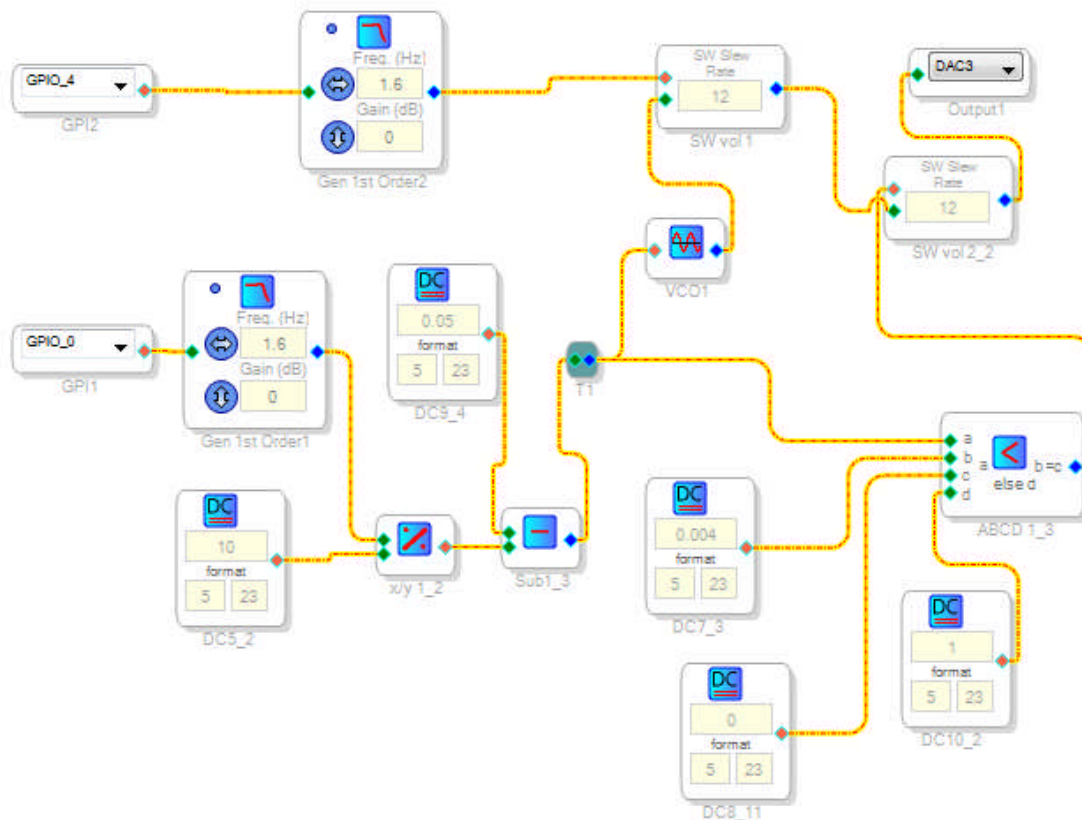 GPIO_4
GPI2
Freq. (Hz)
1.6
Gain (dB)
0
Gen 1st Order2
SW Slew
Rate
12
SW vol 1
DAC3
Output1
SW Slew
Rate
12
SW vol 2_2
VCO1
GPIO_0
GPI1
Freq. (Hz)
1.6
Gain (dB)
0
Gen 1st Order1
DC
0.05
format
5 23
DC9_4
T1
DC
10
format
5 23
DC5_2
x/y 1_2
Sub1_3
DC
0.004
format
5 23
DC7_3
a
b
c
d
a b=c
else d
ABCD 1_3
DC
1
format
5 23
DC10_2
DC
0
format
5 23
DC8_11